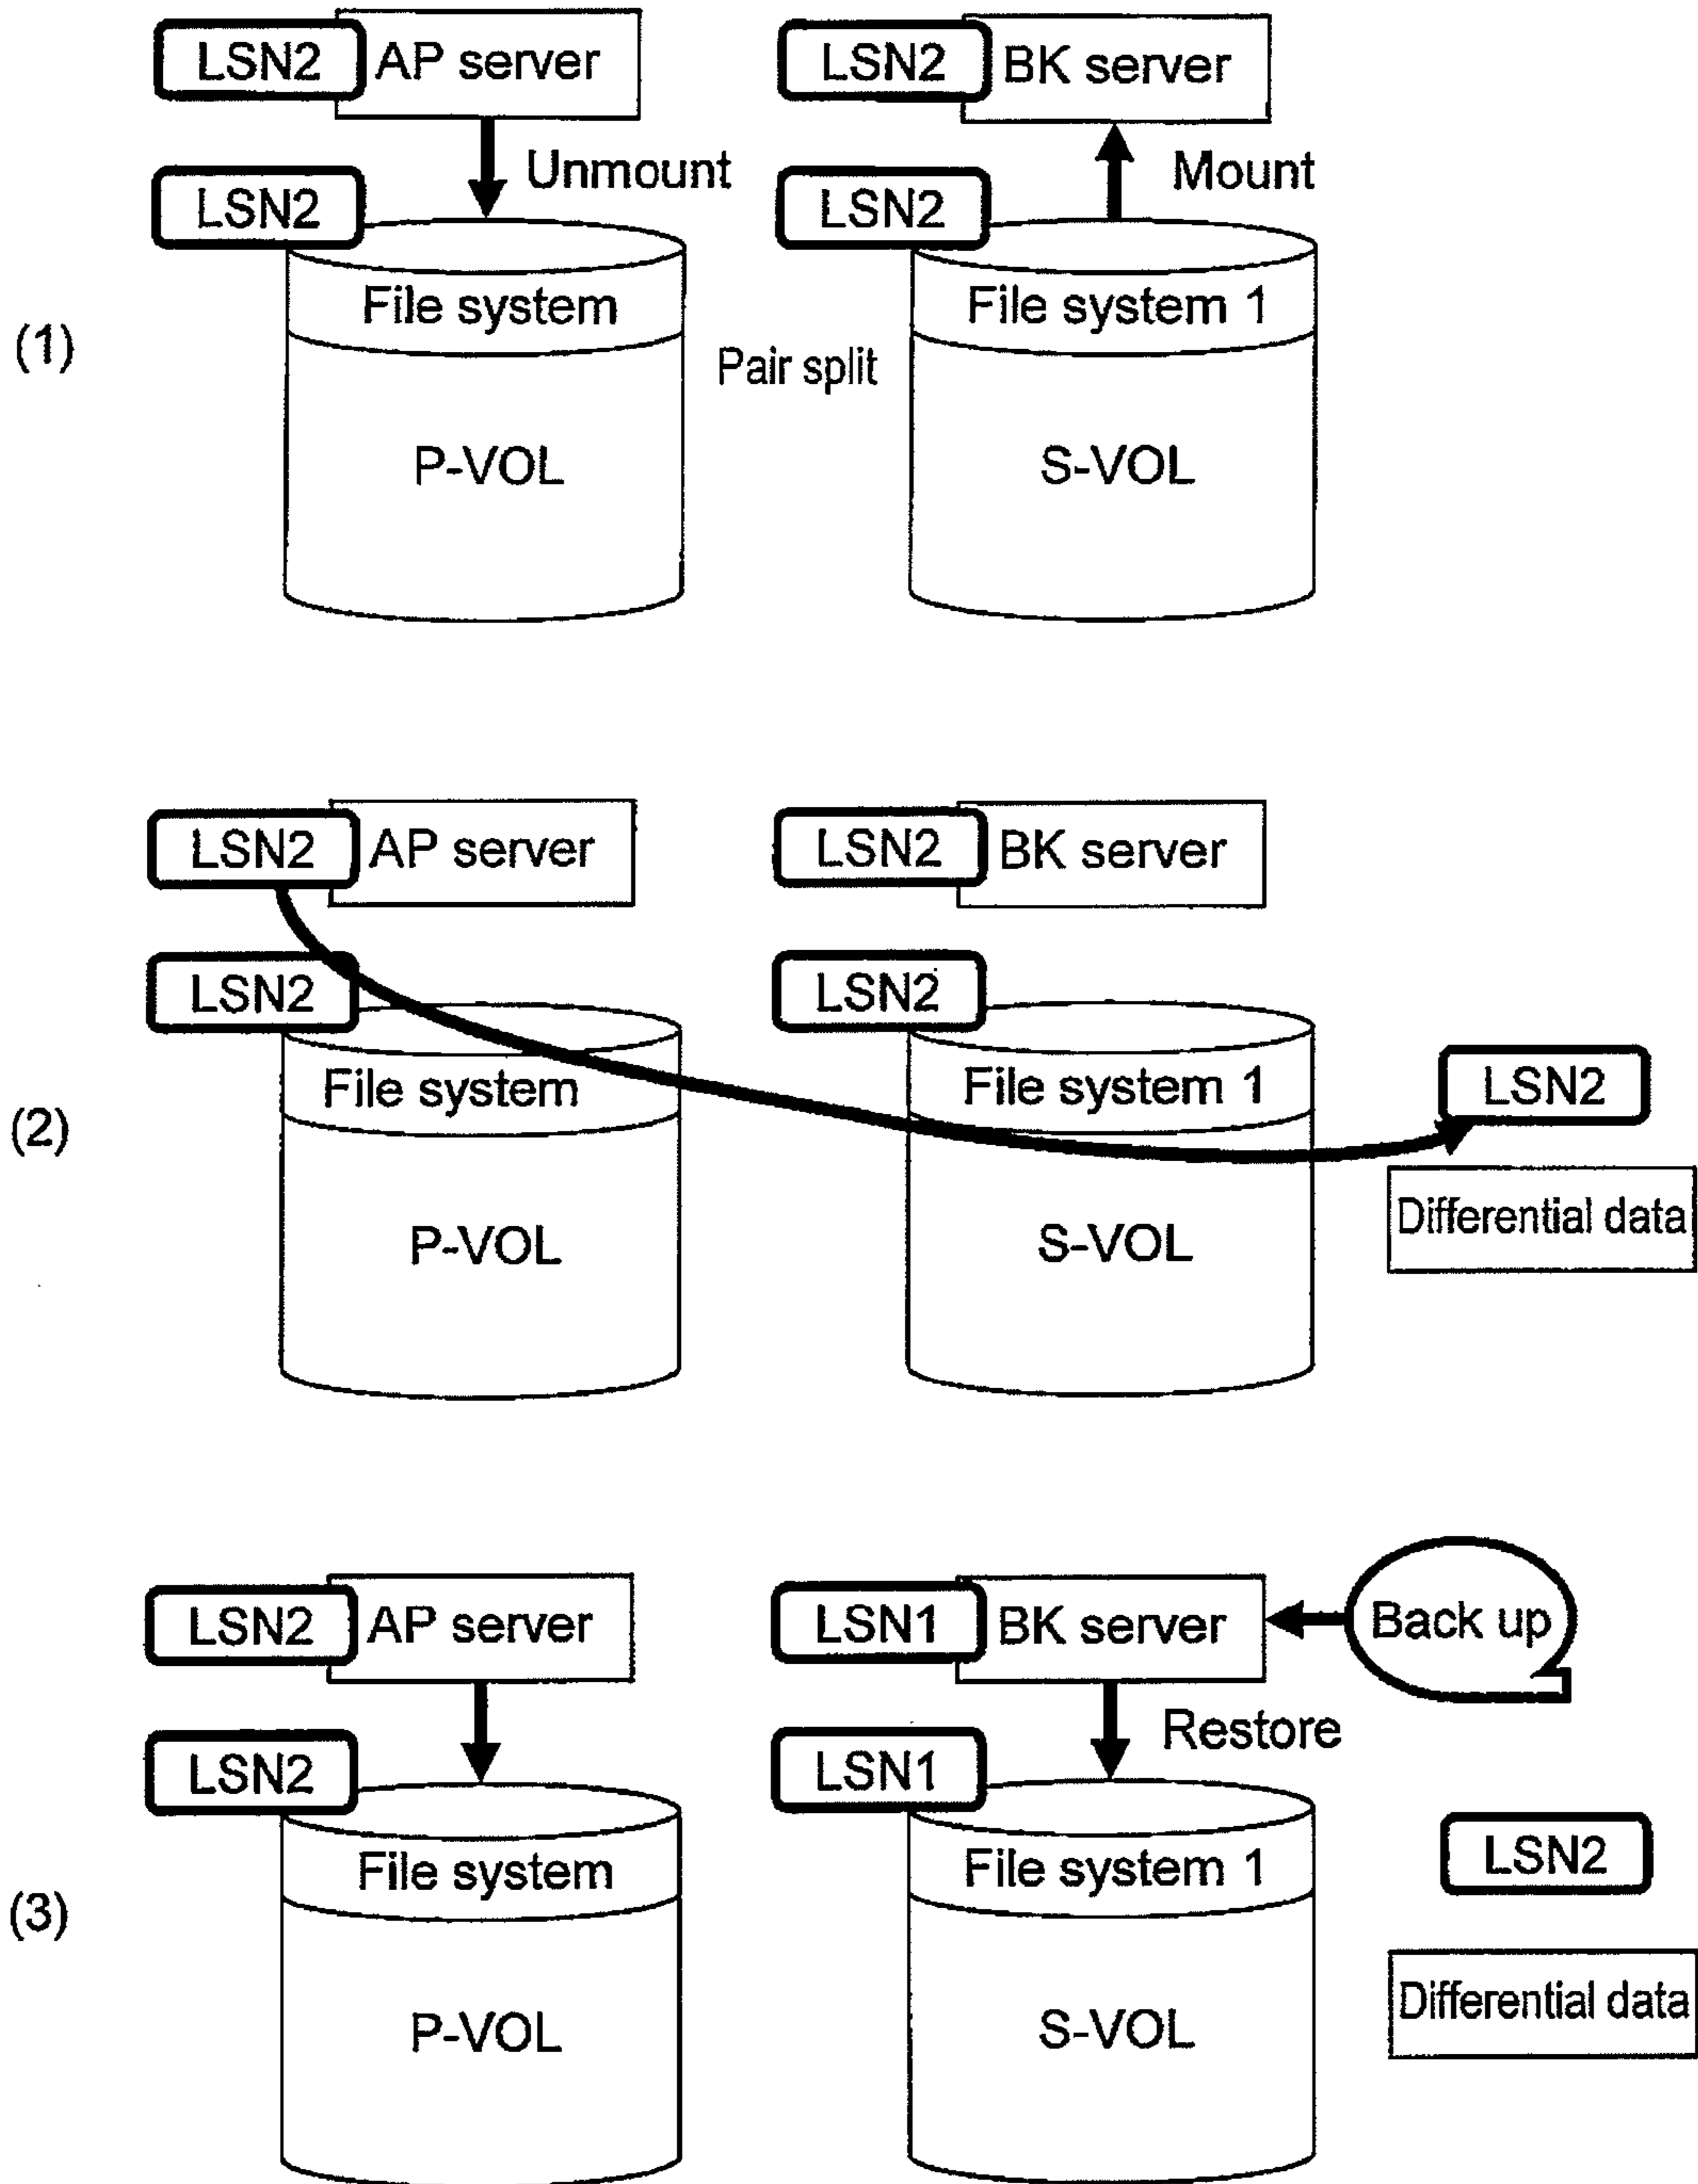 LSN2 AP server LSN2 BK server
Unmount Mount
LSN2 LSN2
File system File system 1
(1)
Pair split
P-VOL S-VOL
LSN2 AP server LSN2 BK server
LSN2 LSN2
File system File system 1 LSN2
(2)
Differential data
P-VOL S-VOL
LSN2 AP server LSN1 BK server Back up
Restore
LSN2 LSN1
File system File system 1 LSN2
(3)
Differential data
P-VOL S-VOL